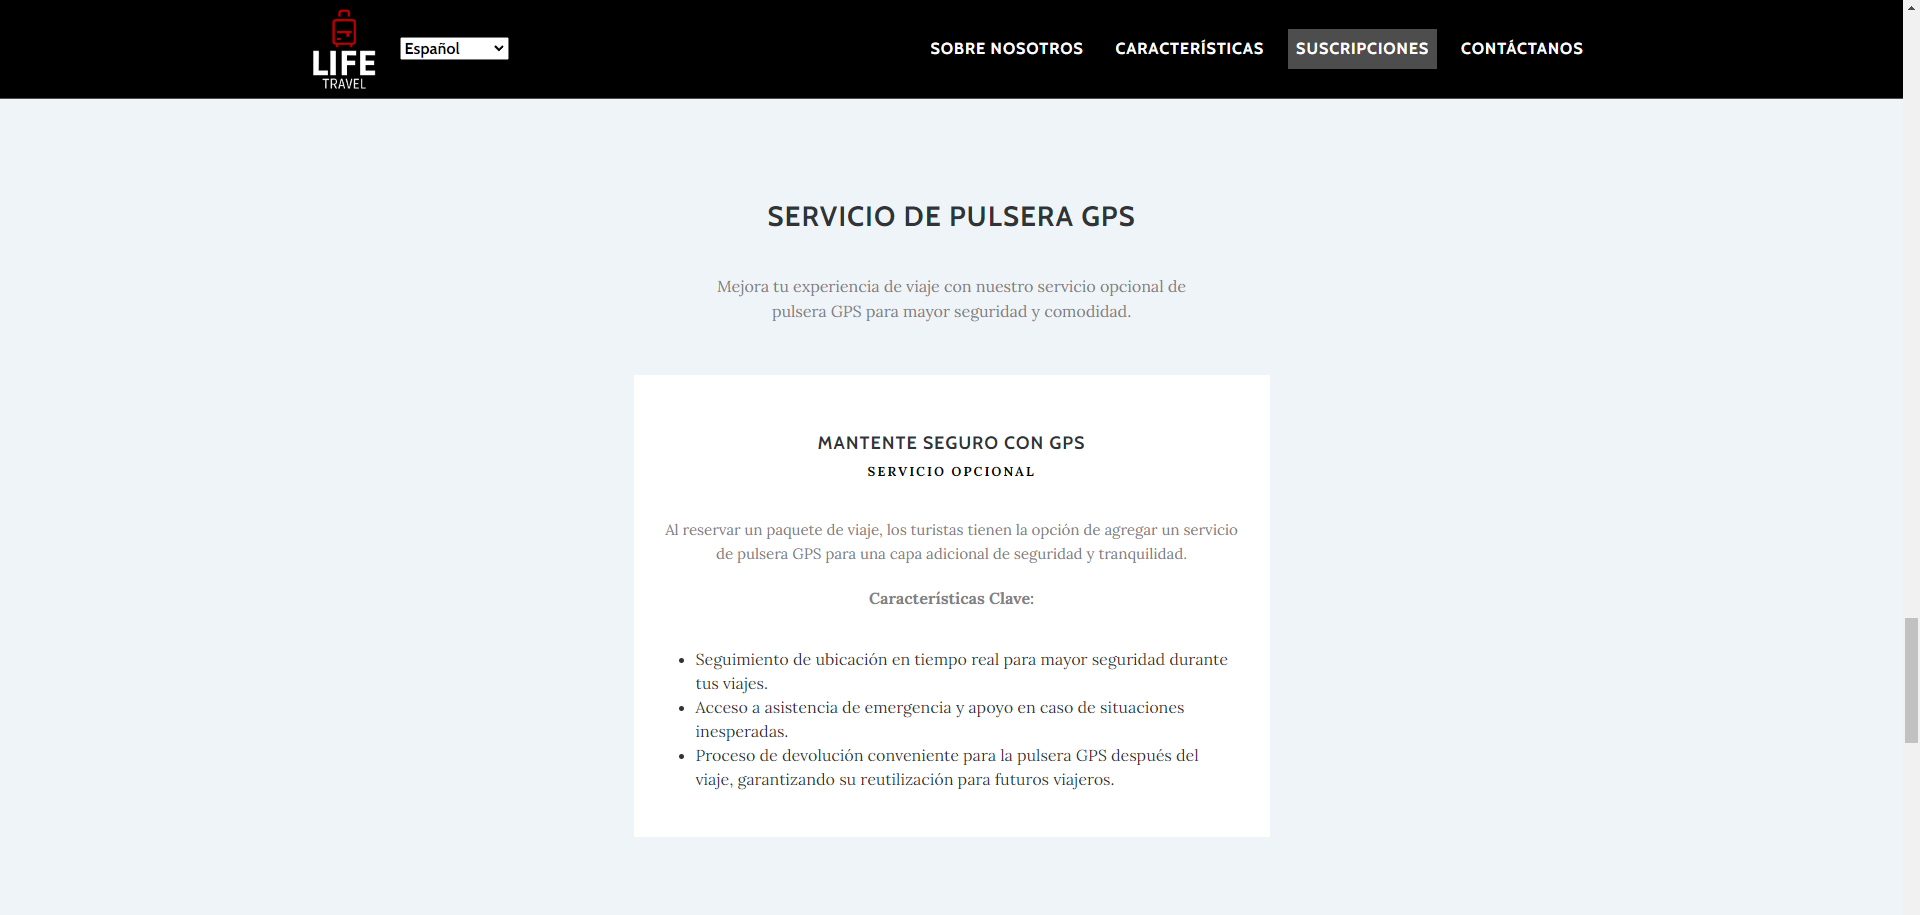 LIFE
TRAVEL
Español
SOBRE NOSOTROS
CARACTERÍSTICAS
SUSCRIPCIONES
CONTÁCTANOS
SERVICIO DE PULSERA GPS
Mejora tu experiencia de viaje con nuestro servicio opcional de
pulsera GPS para mayor seguridad y comodidad.
MANTENTE SEGURO CON GPS
SERVICIO OPCIONAL
Al reservar un paquete de viaje, los turistas tienen la opción de agregar un servicio
de pulsera GPS para una capa adicional de seguridad y tranquilidad.
Características Clave:
• Seguimiento de ubicación en tiempo real para mayor seguridad durante
tus viajes.
• Acceso a asistencia de emergencia y apoyo en caso de situaciones
inesperadas.
• Proceso de devolución conveniente para la pulsera GPS después del
viaje, garantizando su reutilización para futuros viajeros.